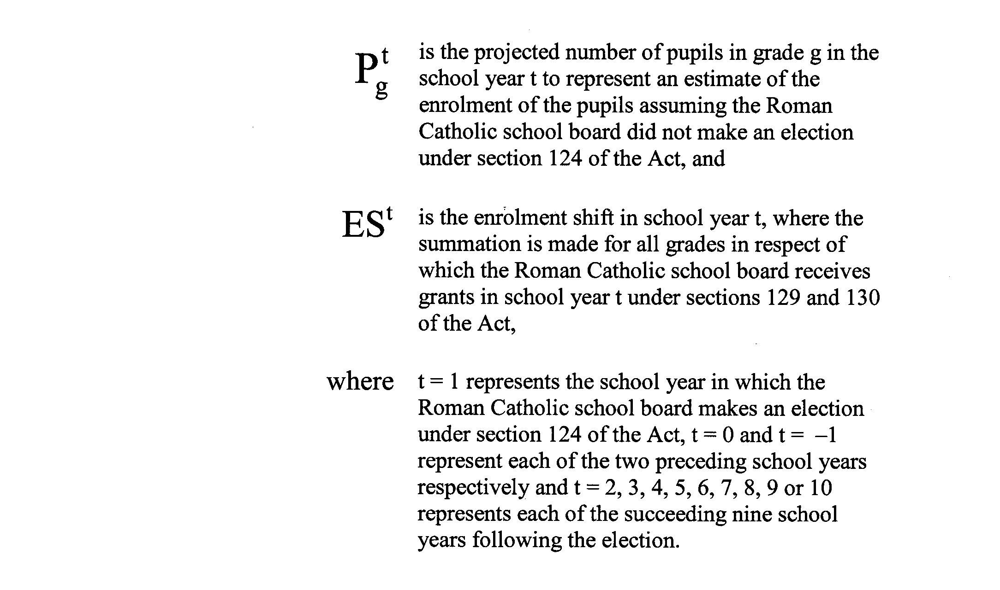 P^t_g is the projected number of pupils in grade g in the
school year t to represent an estimate of the
enrolment of the pupils assuming the Roman
Catholic school board did not make an election
under section 124 of the Act, and
ES^t is the enrolment shift in school year t, where the
summation is made for all grades in respect of
which the Roman Catholic school board receives
grants in school year t under sections 129 and 130
of the Act,
where t = 1 represents the school year in which the
Roman Catholic school board makes an election
under section 124 of the Act, t = 0 and t = –1
represent each of the two preceding school years
respectively and t = 2, 3, 4, 5, 6, 7, 8, 9 or 10
represents each of the succeeding nine school
years following the election.